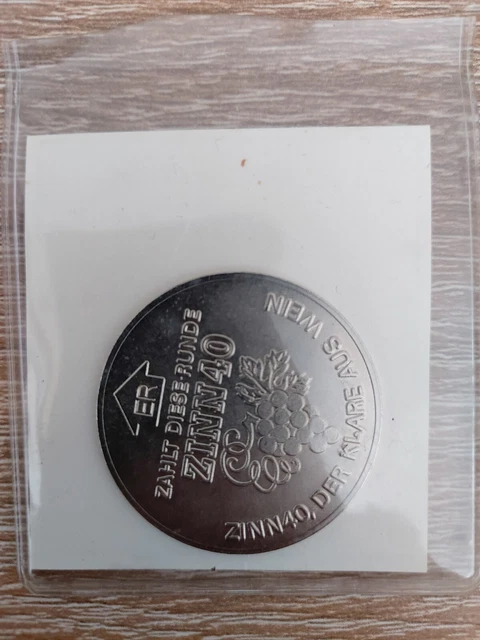 ER
ZAHLT DIESE RUNDE
ZINN40
ZINN40, DER KLARE AUS WEIN